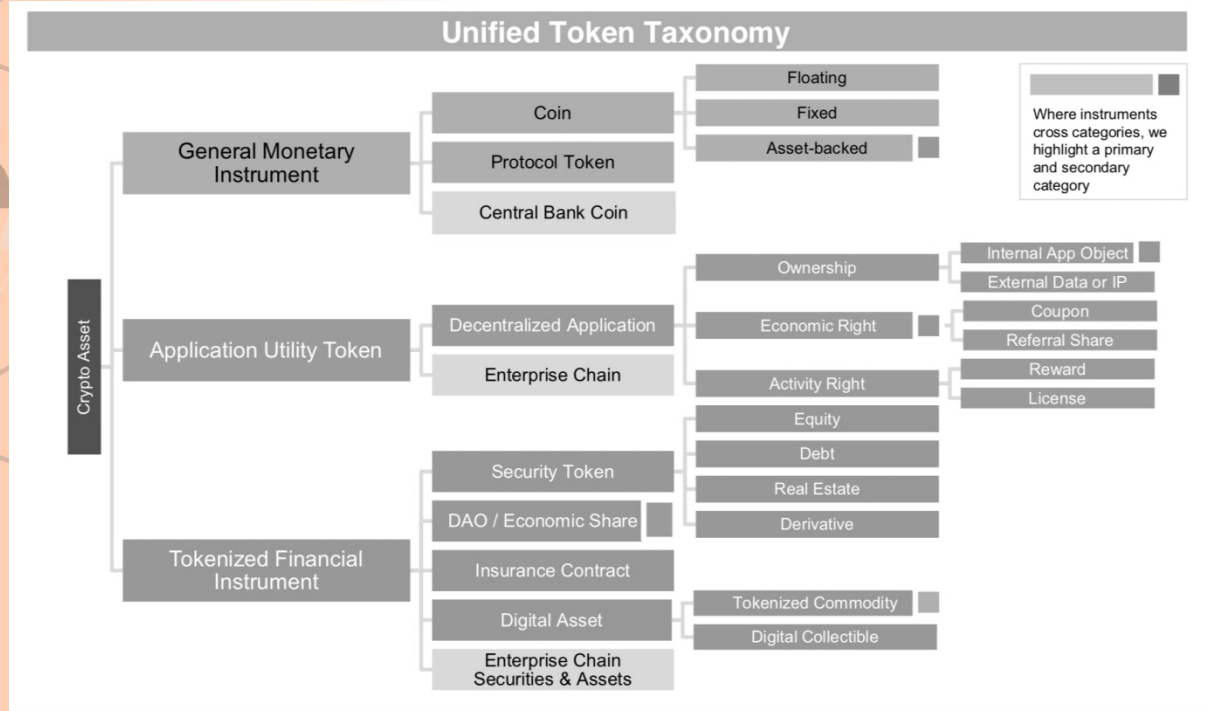 Unified Token Taxonomy
Where instruments
cross categories, we
highlight a primary
and secondary
category
Crypto Asset
General Monetary
Instrument
Coin
Floating
Fixed
Asset-backed
Protocol Token
Central Bank Coin
Application Utility Token
Decentralized Application
Ownership
Internal App Object
External Data or IP
Economic Right
Coupon
Referral Share
Activity Right
Reward
License
Enterprise Chain
Tokenized Financial
Instrument
Security Token
Equity
Debt
Real Estate
Derivative
DAO / Economic Share
Insurance Contract
Digital Asset
Tokenized Commodity
Digital Collectible
Enterprise Chain
Securities & Assets